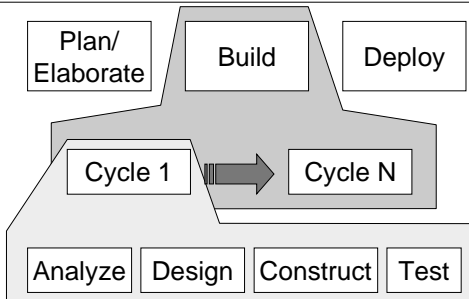 Plan/
Elaborate
Build
Deploy
Cycle 1
Cycle N
Analyze
Design
Construct
Test